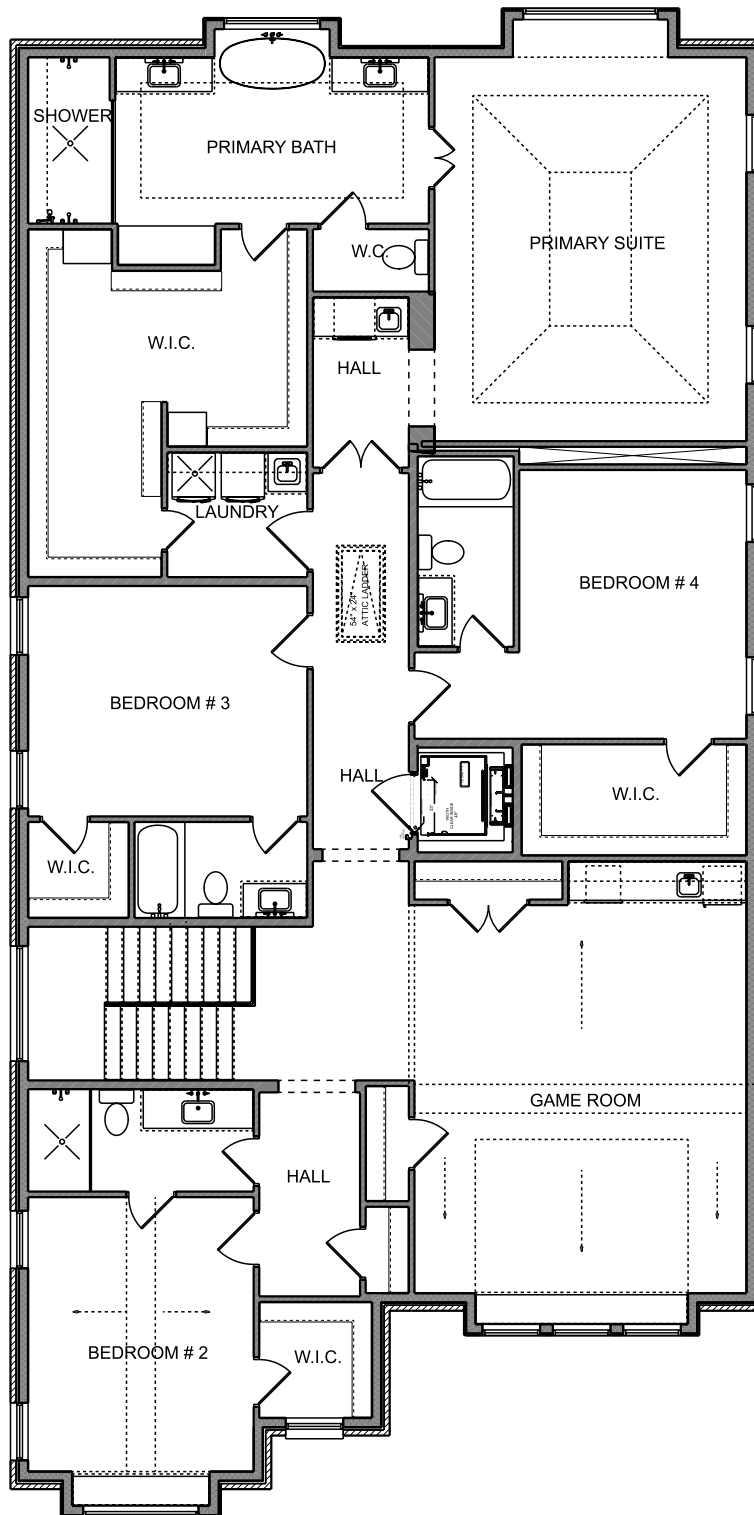 SHOWER
PRIMARY BATH
PRIMARY SUITE
W.C.
W.I.C.
HALL
LAUNDRY
54" x 24"
ATTIC LADDER
BEDROOM # 4
BEDROOM # 3
HALL
W.I.C.
W.I.C.
GAME ROOM
HALL
BEDROOM # 2
W.I.C.